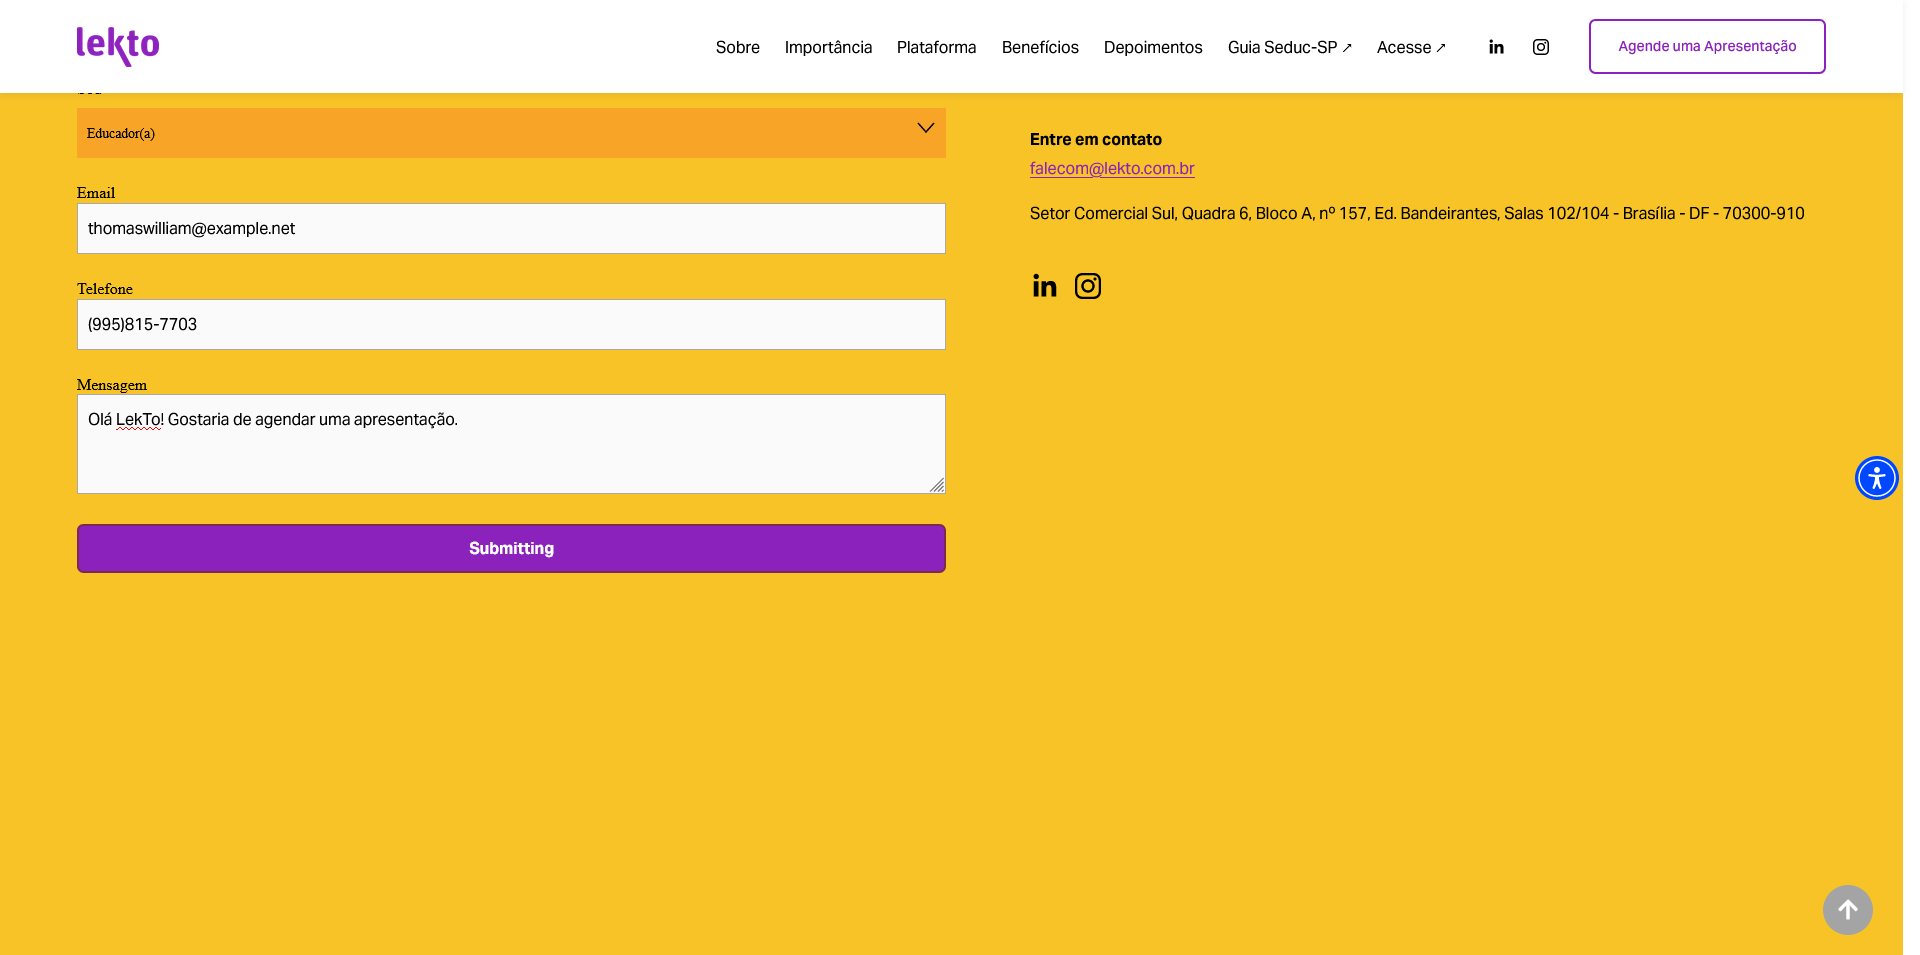 lekto
Sobre
Importância
Plataforma
Benefícios
Depoimentos
Guia Seduc-SP ↗
Acesse ↗
Agende uma Apresentação
Educador(a)
Email
thomaswilliam@example.net
Telefone
(995)815-7703
Mensagem
Olá LekTo! Gostaria de agendar uma apresentação.
Submitting
Entre em contato
falecom@lekto.com.br
Setor Comercial Sul, Quadra 6, Bloco A, nº 157, Ed. Bandeirantes, Salas 102/104 - Brasília - DF - 70300-910